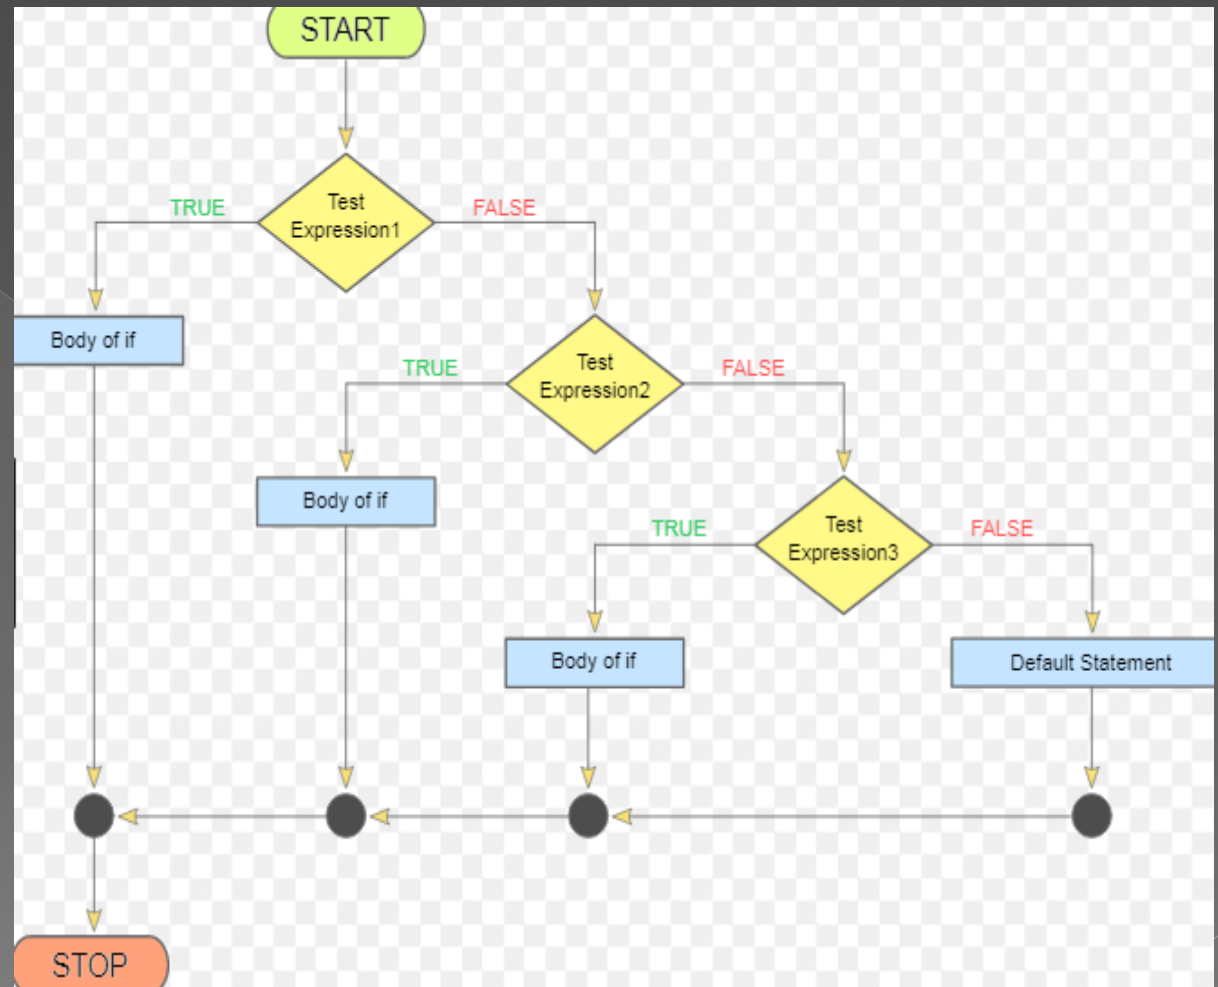 START
TRUE
FALSE
Test
Expression1
Body of if
TRUE
FALSE
Test
Expression2
Body of if
TRUE
FALSE
Test
Expression3
Body of if
Default Statement
STOP